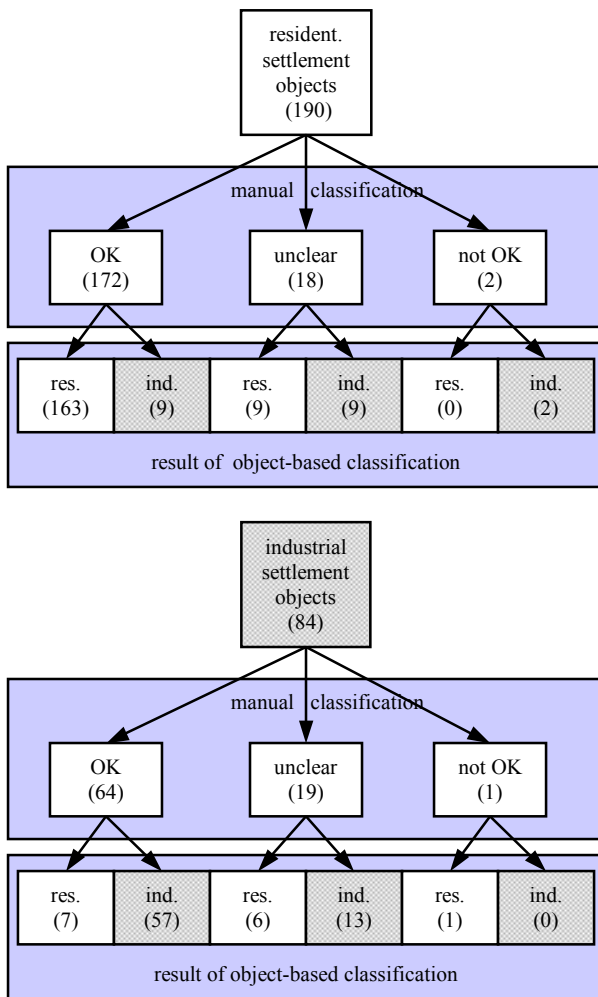 resident.
settlement
objects
(190)
manual classification
OK
(172)
unclear
(18)
not OK
(2)
res.
(163)
ind.
(9)
res.
(9)
ind.
(9)
res.
(0)
ind.
(2)
result of object-based classification
industrial
settlement
objects
(84)
manual classification
OK
(64)
unclear
(19)
not OK
(1)
res.
(7)
ind.
(57)
res.
(6)
ind.
(13)
res.
(1)
ind.
(0)
result of object-based classification